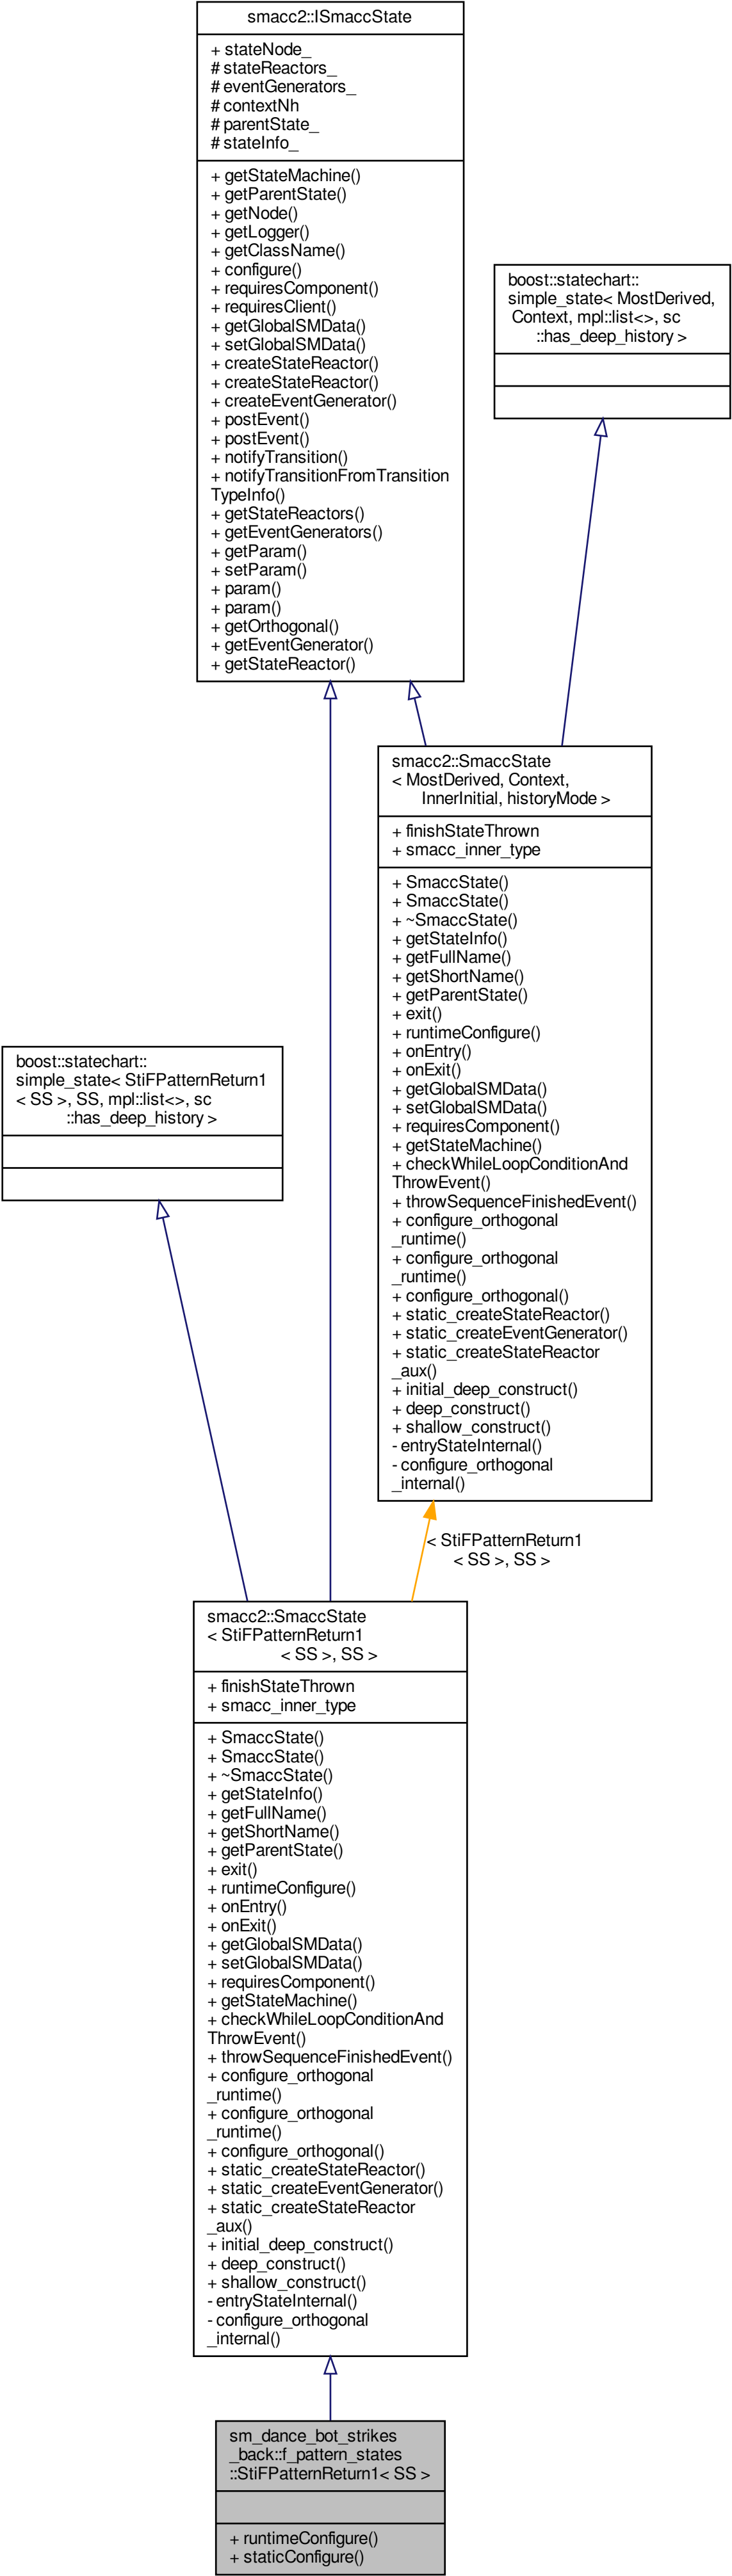 smacc2::ISmaccState
+ stateNode_
# stateReactors_
# eventGenerators_
# contextNh
# parentState_
# stateInfo_
+ getStateMachine()
+ getParentState()
+ getNode()
+ getLogger()
+ getClassName()
+ configure()
+ requiresComponent()
+ requiresClient()
+ getGlobalSMData()
+ setGlobalSMData()
+ createStateReactor()
+ createStateReactor()
+ createEventGenerator()
+ postEvent()
+ postEvent()
+ notifyTransition()
+ notifyTransitionFromTransition
TypeInfo()
+ getStateReactors()
+ getEventGenerators()
+ getParam()
+ setParam()
+ param()
+ param()
+ getOrthogonal()
+ getEventGenerator()
+ getStateReactor()
boost::statechart::
simple_state< MostDerived,
Context, mpl::list<>, sc
::has_deep_history >
smacc2::SmaccState
< MostDerived, Context,
InnerInitial, historyMode >
+ finishStateThrown
+ smacc_inner_type
+ SmaccState()
+ SmaccState()
+ ~SmaccState()
+ getStateInfo()
+ getFullName()
+ getShortName()
+ getParentState()
+ exit()
+ runtimeConfigure()
+ onEntry()
+ onExit()
+ getGlobalSMData()
+ setGlobalSMData()
+ requiresComponent()
+ getStateMachine()
+ checkWhileLoopConditionAnd
ThrowEvent()
+ throwSequenceFinishedEvent()
+ configure_orthogonal
_runtime()
+ configure_orthogonal
_runtime()
+ configure_orthogonal()
+ static_createStateReactor()
+ static_createEventGenerator()
+ static_createStateReactor
_aux()
+ initial_deep_construct()
+ deep_construct()
+ shallow_construct()
- entryStateInternal()
- configure_orthogonal
_internal()
boost::statechart::
simple_state< StiFPatternReturn1
< SS >, SS, mpl::list<>, sc
::has_deep_history >
< StiFPatternReturn1
< SS >, SS >
smacc2::SmaccState
< StiFPatternReturn1
< SS >, SS >
+ finishStateThrown
+ smacc_inner_type
+ SmaccState()
+ SmaccState()
+ ~SmaccState()
+ getStateInfo()
+ getFullName()
+ getShortName()
+ getParentState()
+ exit()
+ runtimeConfigure()
+ onEntry()
+ onExit()
+ getGlobalSMData()
+ setGlobalSMData()
+ requiresComponent()
+ getStateMachine()
+ checkWhileLoopConditionAnd
ThrowEvent()
+ throwSequenceFinishedEvent()
+ configure_orthogonal
_runtime()
+ configure_orthogonal
_runtime()
+ configure_orthogonal()
+ static_createStateReactor()
+ static_createEventGenerator()
+ static_createStateReactor
_aux()
+ initial_deep_construct()
+ deep_construct()
+ shallow_construct()
- entryStateInternal()
- configure_orthogonal
_internal()
sm_dance_bot_strikes
_back::f_pattern_states
::StiFPatternReturn1< SS >
+ runtimeConfigure()
+ staticConfigure()